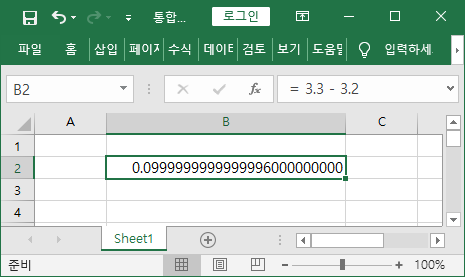 통합... 로그인
파일 홈 삽입 페이지 수식 데이터 검토 보기 도움말 입력하세
B2 fx = 3.3 - 3.2
A B C
1
2 0.0999999999999996000000000
3
4
Sheet1
준비 100%